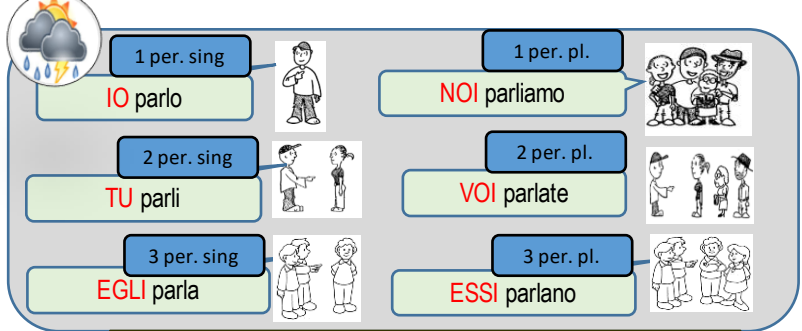 1 per. sing
IO parlo
1 per. pl.
NOI parliamo
2 per. sing
TU parli
2 per. pl.
VOI parlate
3 per. sing
EGLI parla
3 per. pl.
ESSI parlano